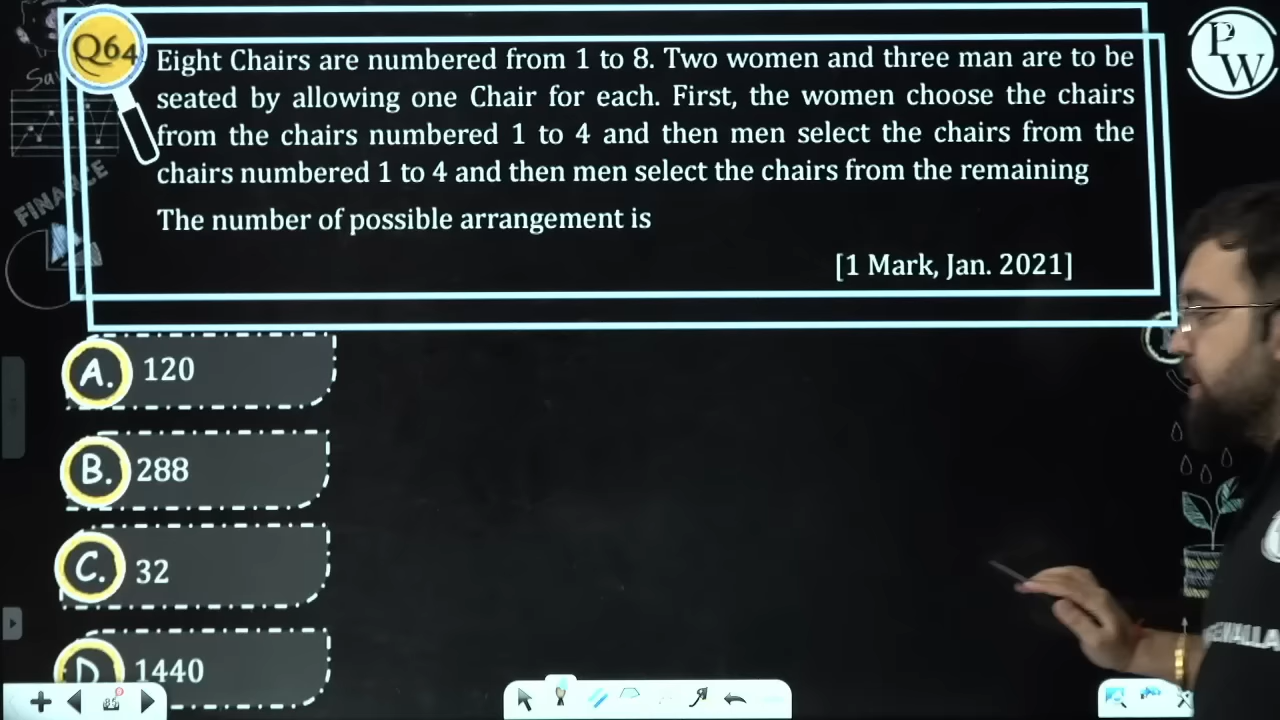 Q64
Eight Chairs are numbered from 1 to 8. Two women and three man are to be
seated by allowing one Chair for each. First, the women choose the chairs
from the chairs numbered 1 to 4 and then men select the chairs from the
chairs numbered 1 to 4 and then men select the chairs from the remaining
The number of possible arrangement is
[1 Mark, Jan. 2021]
A. 120
B. 288
C. 32
D 1440
FINANCE
PW
85